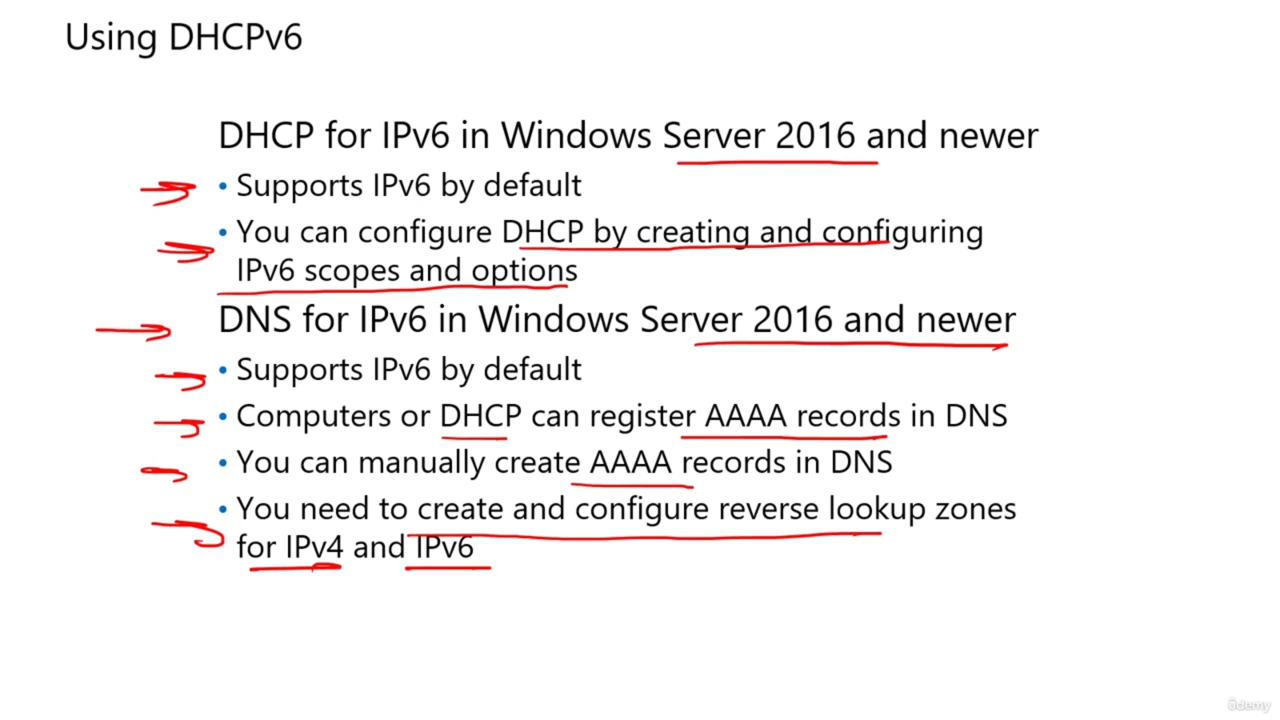 Using DHCPv6
DHCP for IPv6 in Windows Server 2016 and newer
• Supports IPv6 by default
• You can configure DHCP by creating and configuring
IPv6 scopes and options
DNS for IPv6 in Windows Server 2016 and newer
• Supports IPv6 by default
• Computers or DHCP can register AAAA records in DNS
• You can manually create AAAA records in DNS
• You need to create and configure reverse lookup zones
for IPv4 and IPv6
ûdemy